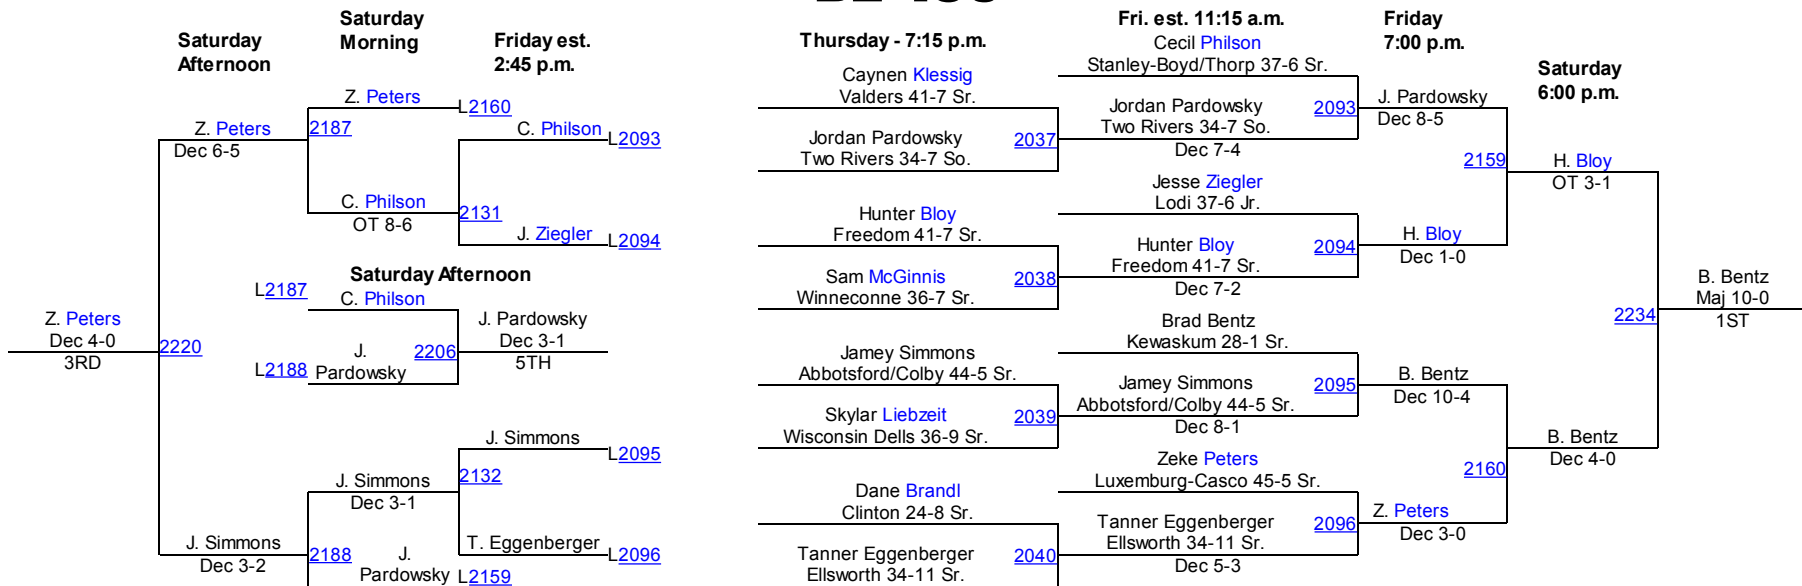 Saturday
Afternoon
Saturday
Morning
Friday est.
2:45 p.m.
Z. Peters
L2160
Z. Peters
2187
Dec 6-5
C. Philson
L2093
C. Philson
2131
OT 8-6
J. Ziegler
L2094
Saturday Afternoon
L2187
C. Philson
Z. Peters
Dec 4-0
3RD
2220
J. Pardowsky
Dec 3-1
5TH
2206
L2188
J.
Pardowsky
J. Simmons
L2095
J. Simmons
2132
Dec 3-1
J. Simmons
Dec 3-2
2188
T. Eggenberger
L2096
J.
Pardowsky
L2159
Thursday - 7:15 p.m.
Caynen Klessig
Valders 41-7 Sr.
Jordan Pardowsky
Two Rivers 34-7 So.
2037
Hunter Bloy
Freedom 41-7 Sr.
Sam McGinnis
Winneconne 36-7 Sr.
2038
Jamey Simmons
Abbotsford/Colby 44-5 Sr.
Skylar Liebzeit
Wisconsin Dells 36-9 Sr.
2039
Dane Brandl
Clinton 24-8 Sr.
Tanner Eggenberger
Ellsworth 34-11 Sr.
2040
Fri. est. 11:15 a.m.
Cecil Philson
Stanley-Boyd/Thorp 37-6 Sr.
Jordan Pardowsky
Two Rivers 34-7 So.
Dec 7-4
2093
Jesse Ziegler
Lodi 37-6 Jr.
Hunter Bloy
Freedom 41-7 Sr.
Dec 7-2
2094
Brad Bentz
Kewaskum 28-1 Sr.
Jamey Simmons
Abbotsford/Colby 44-5 Sr.
Dec 8-1
2095
Zeke Peters
Luxemburg-Casco 45-5 Sr.
Tanner Eggenberger
Ellsworth 34-11 Sr.
Dec 5-3
2096
Friday
7:00 p.m.
J. Pardowsky
Dec 8-5
2159
H. Bloy
Dec 1-0
B. Bentz
Dec 10-4
2160
Z. Peters
Dec 3-0
Saturday
6:00 p.m.
H. Bloy
OT 3-1
2234
B. Bentz
Dec 4-0
B. Bentz
Maj 10-0
1ST